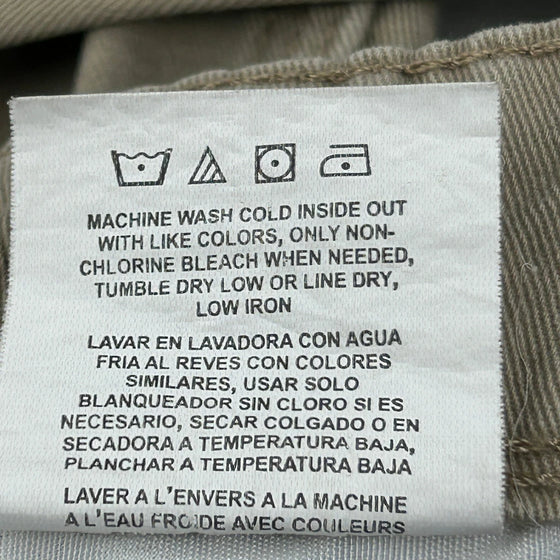 MACHINE WASH COLD INSIDE OUT
WITH LIKE COLORS, ONLY NON-
CHLORINE BLEACH WHEN NEEDED,
TUMBLE DRY LOW OR LINE DRY,
LOW IRON
LAVAR EN LAVADORA CON AGUA
FRIA AL REVES CON COLORES
SIMILARES, USAR SOLO
BLANQUEADOR SIN CLORO SI ES
NECESARIO, SECAR COLGADO O EN
SECADORA A TEMPERATURA BAJA,
PLANCHAR A TEMPERATURA BAJA
LAVER A L'ENVERS A LA MACHINE
A L'EAU FROIDE AVEC COULEURS